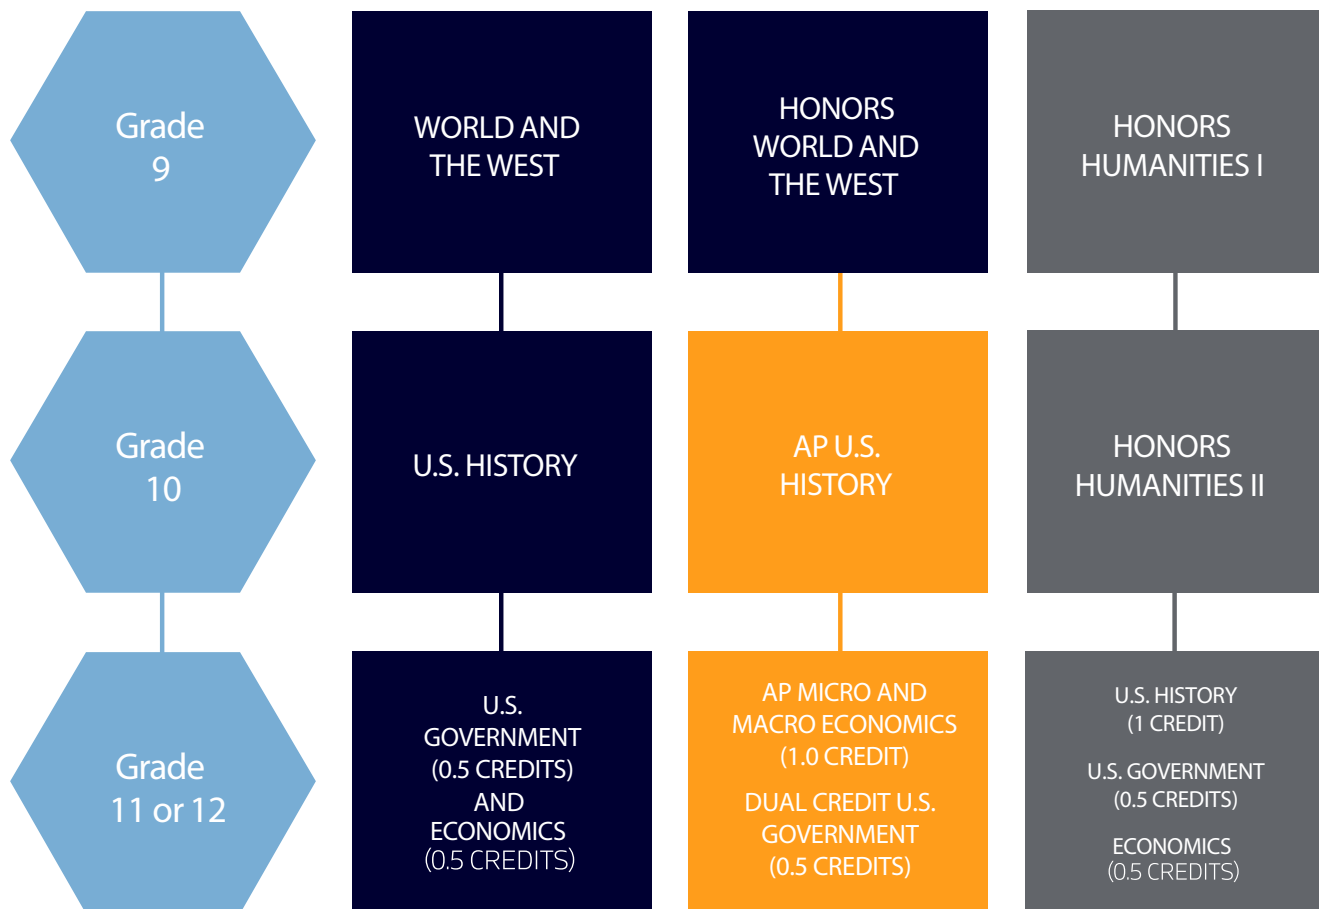 Grade
9
WORLD AND
THE WEST
HONORS
WORLD AND
THE WEST
HONORS
HUMANITIES I
Grade
10
U.S. HISTORY
AP U.S.
HISTORY
HONORS
HUMANITIES II
Grade
11 or 12
U.S.
GOVERNMENT
(0.5 CREDITS)
AND
ECONOMICS
(0.5 CREDITS)
AP MICRO AND
MACRO ECONOMICS
(1.0 CREDIT)
DUAL CREDIT U.S.
GOVERNMENT
(0.5 CREDITS)
U.S. HISTORY
(1 CREDIT)
U.S. GOVERNMENT
(0.5 CREDITS)
ECONOMICS
(0.5 CREDITS)